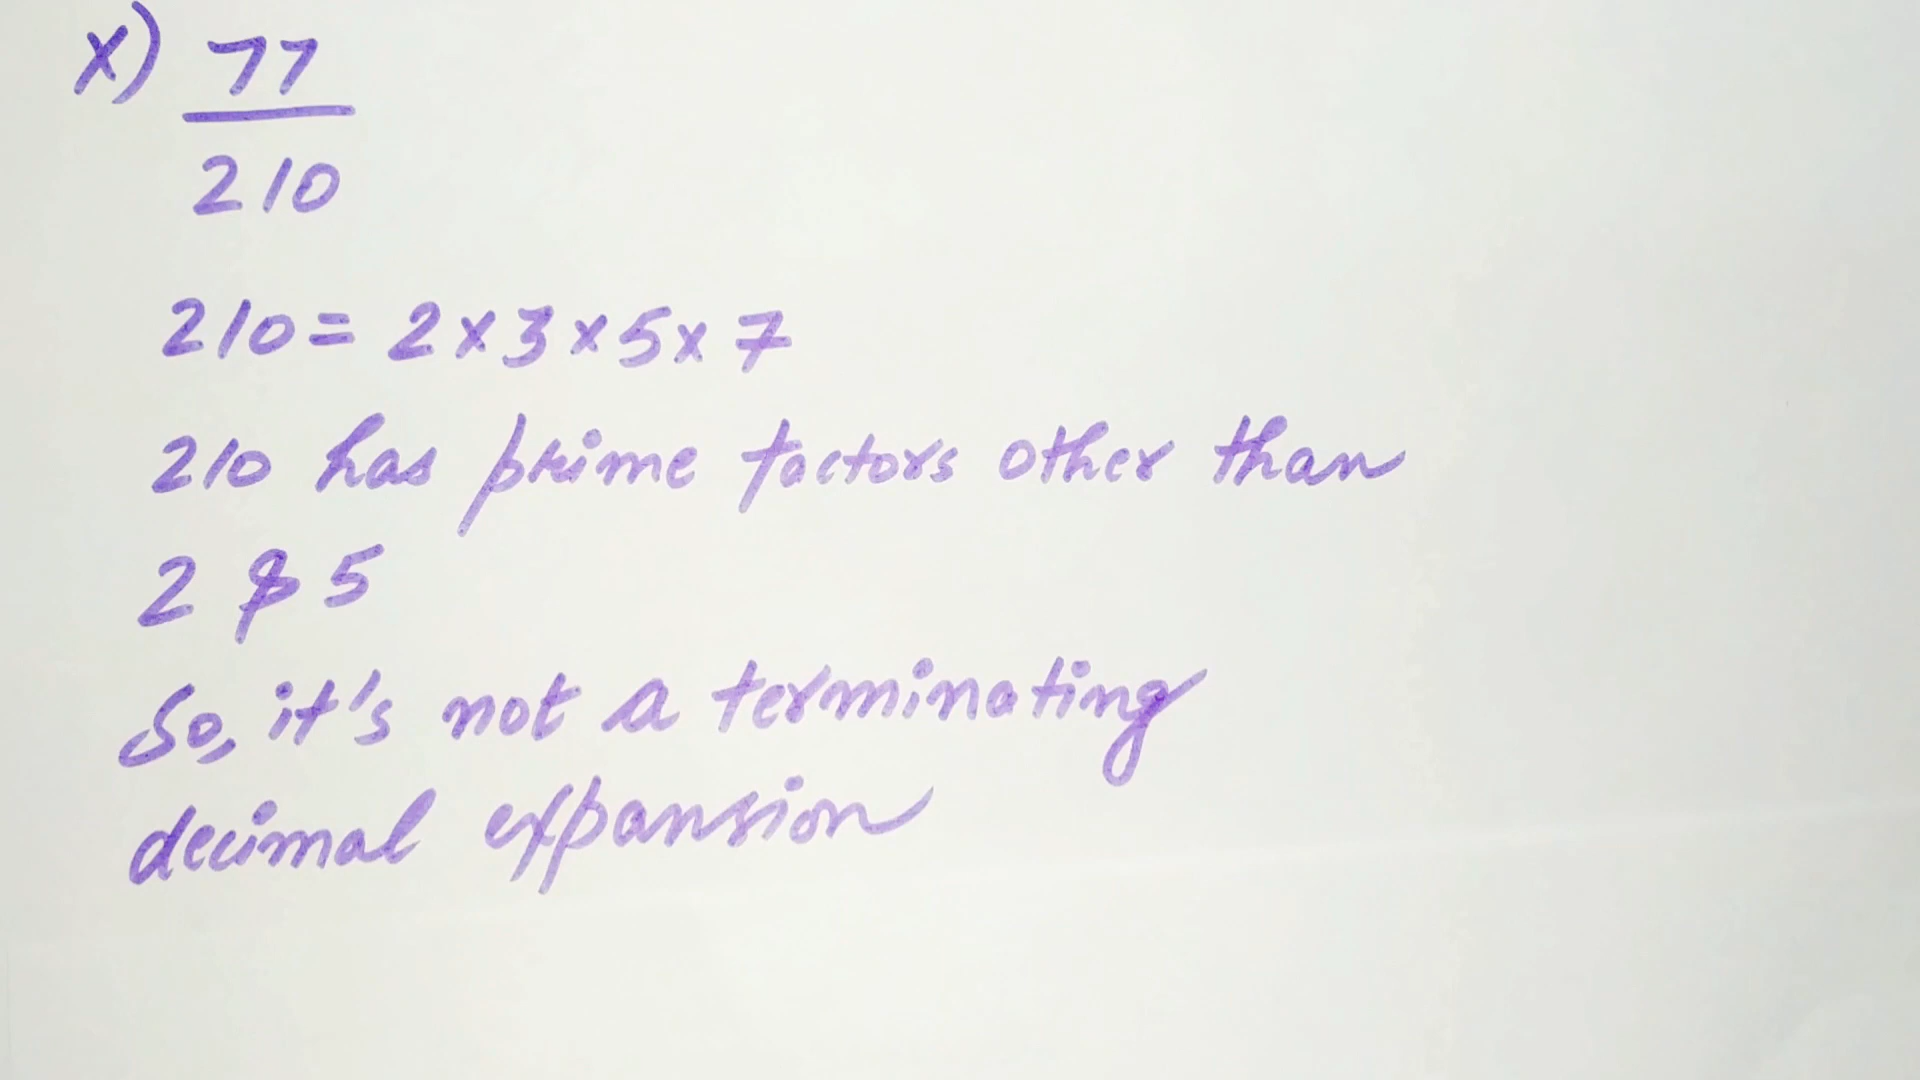 x) 77
210
210 = 2 x 3 x 5 x 7
210 has prime factors other than
2 & 5
So, it's not a terminating
decimal expansion